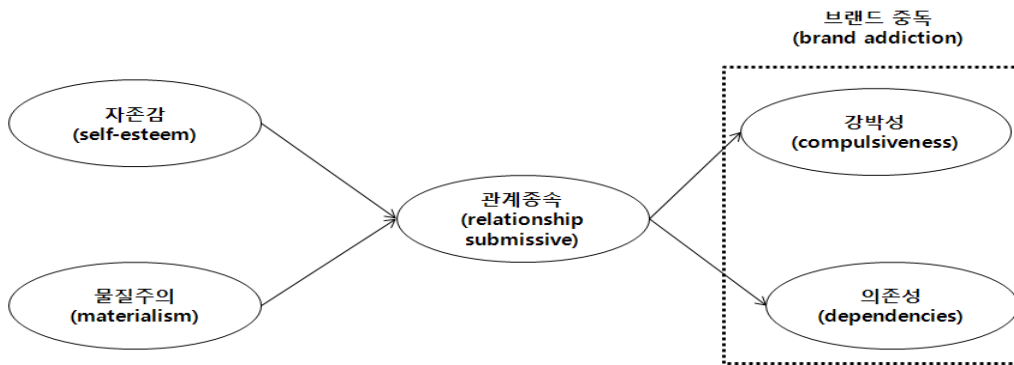 브랜드 중독
(brand addiction)
자존감
(self-esteem)
강박성
(compulsiveness)
관계종속
(relationship
submissive)
물질주의
(materialism)
의존성
(dependencies)